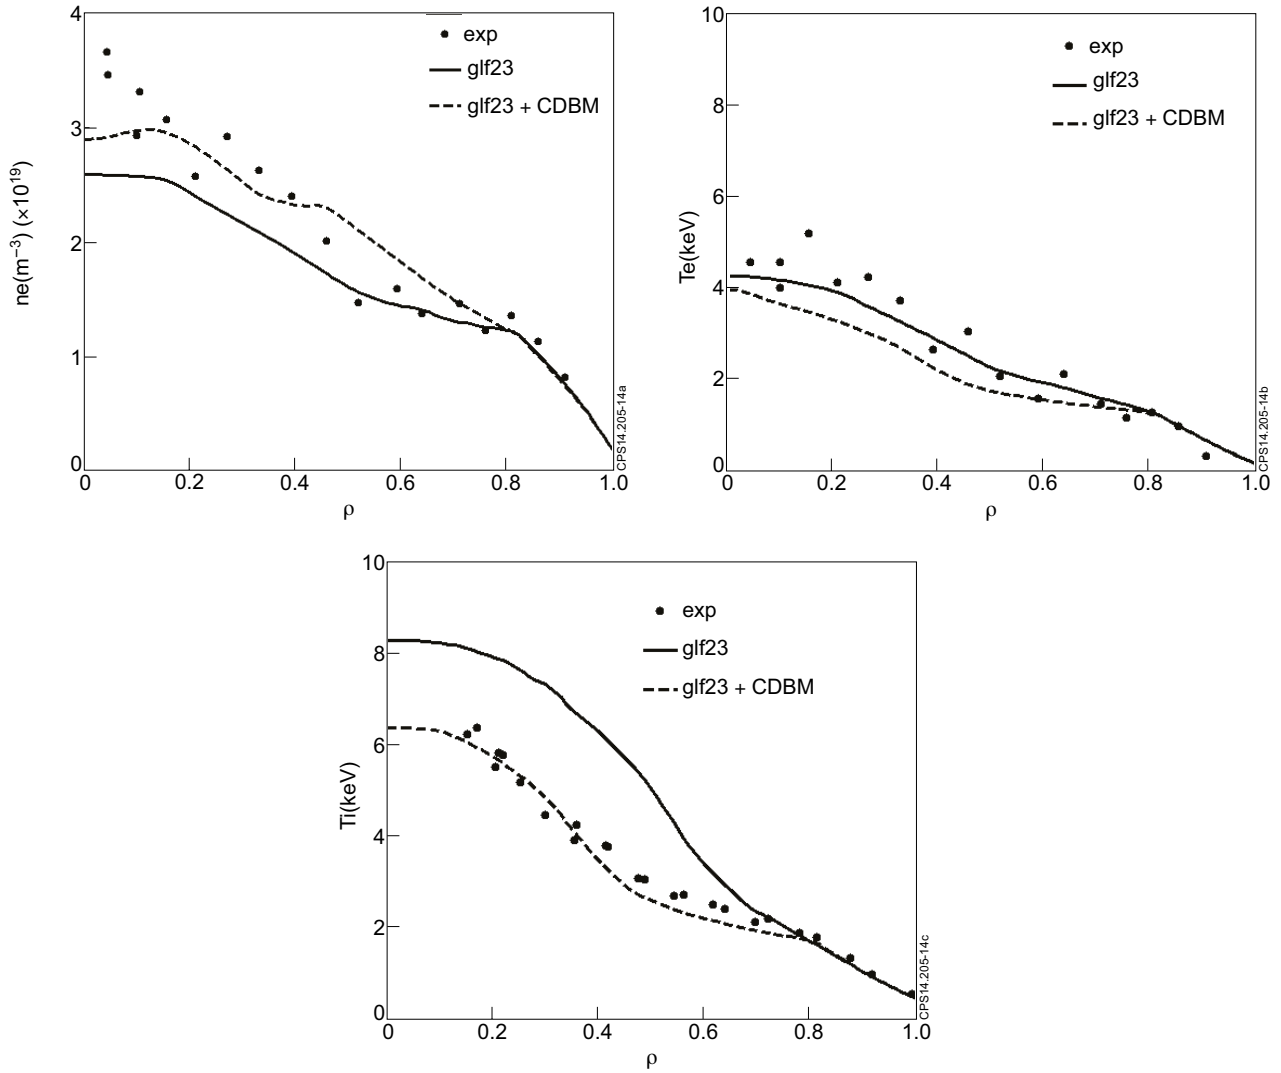 4
3
2
1
0
ne(m⁻³) (×10¹⁹)
exp
glf23
glf23 + CDBM
0
0.2
0.4
0.6
0.8
1.0
ρ
CPS14.205-14a
10
8
6
4
2
0
Te(keV)
exp
glf23
glf23 + CDBM
0
0.2
0.4
0.6
0.8
1.0
ρ
CPS14.205-14b
10
8
6
4
2
0
Ti(keV)
exp
glf23
glf23 + CDBM
0
0.2
0.4
0.6
0.8
1.0
ρ
CPS14.205-14c